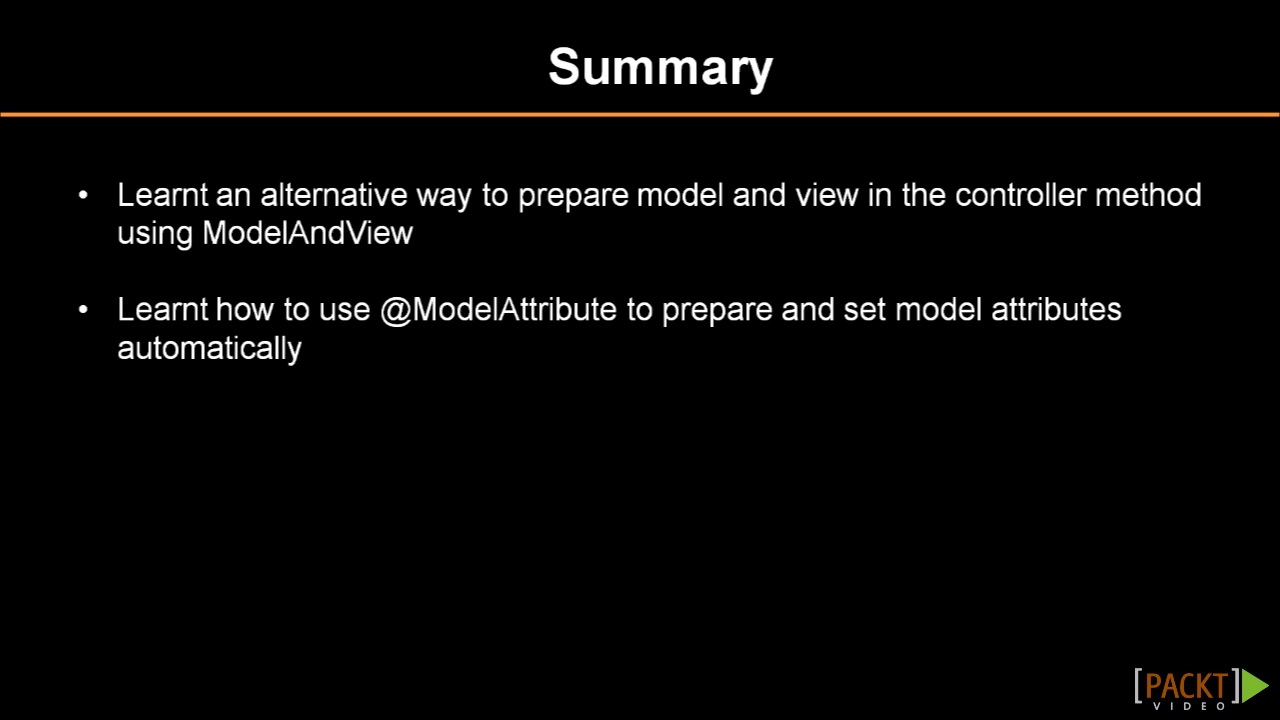 Summary
• Learnt an alternative way to prepare model and view in the controller method
using ModelAndView
• Learnt how to use @ModelAttribute to prepare and set model attributes
automatically
[PACKT]
VIDEO